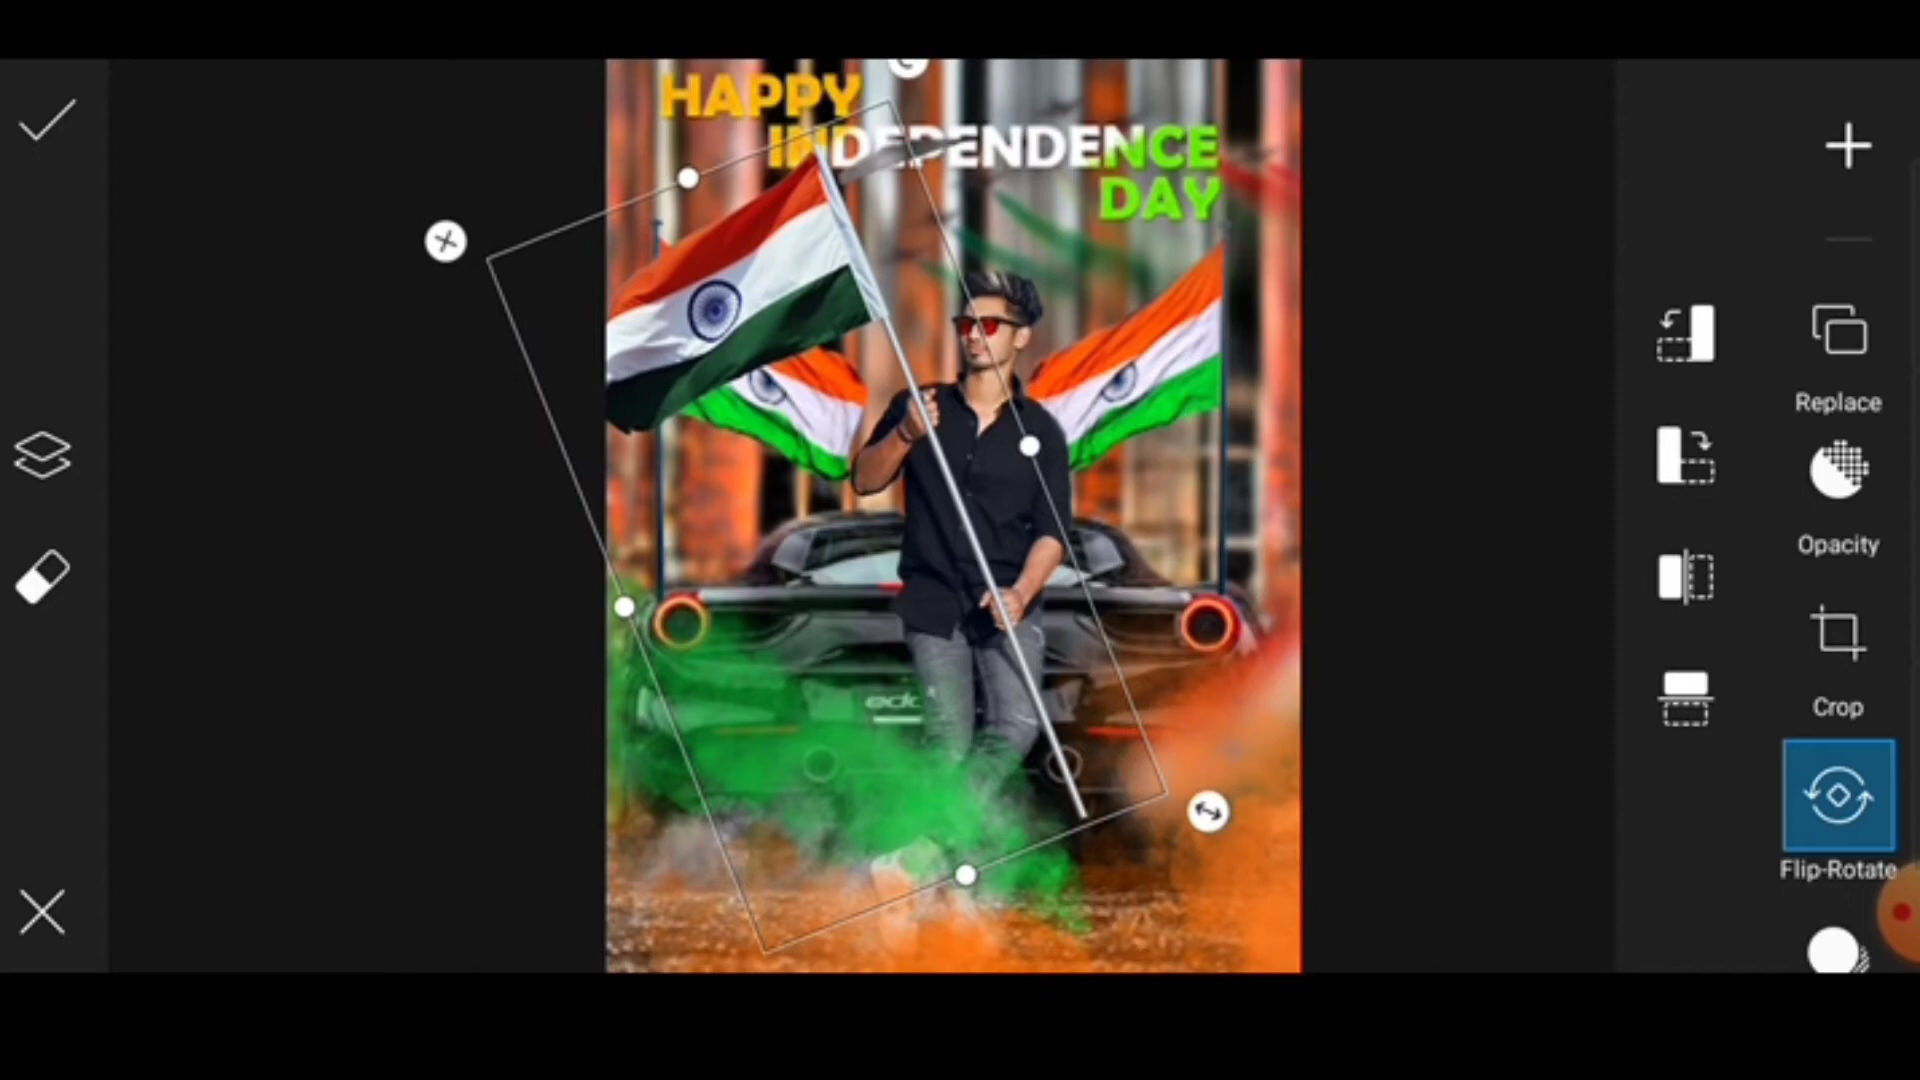 HAPPY
INDEPENDENCE
DAY
Replace
Opacity
Crop
Flip-Rotate